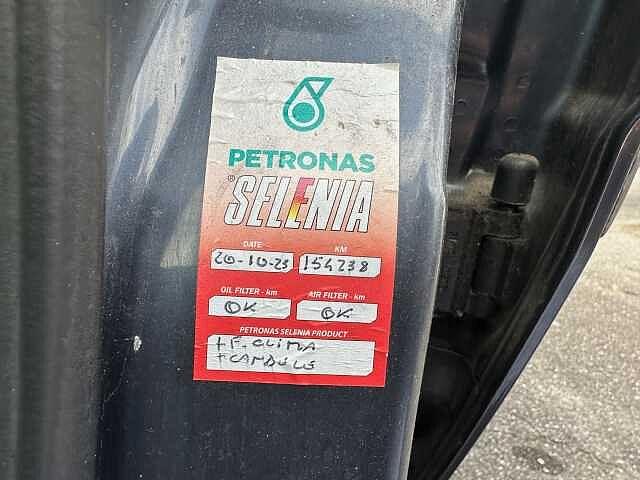 PETRONAS
® SELENIA
DATE KM
20-10-23 154238
OIL FILTER - km AIR FILTER - km
OK OK
PETRONAS SELENIA PRODUCT
+ F. CLIMA
+ CANDELE